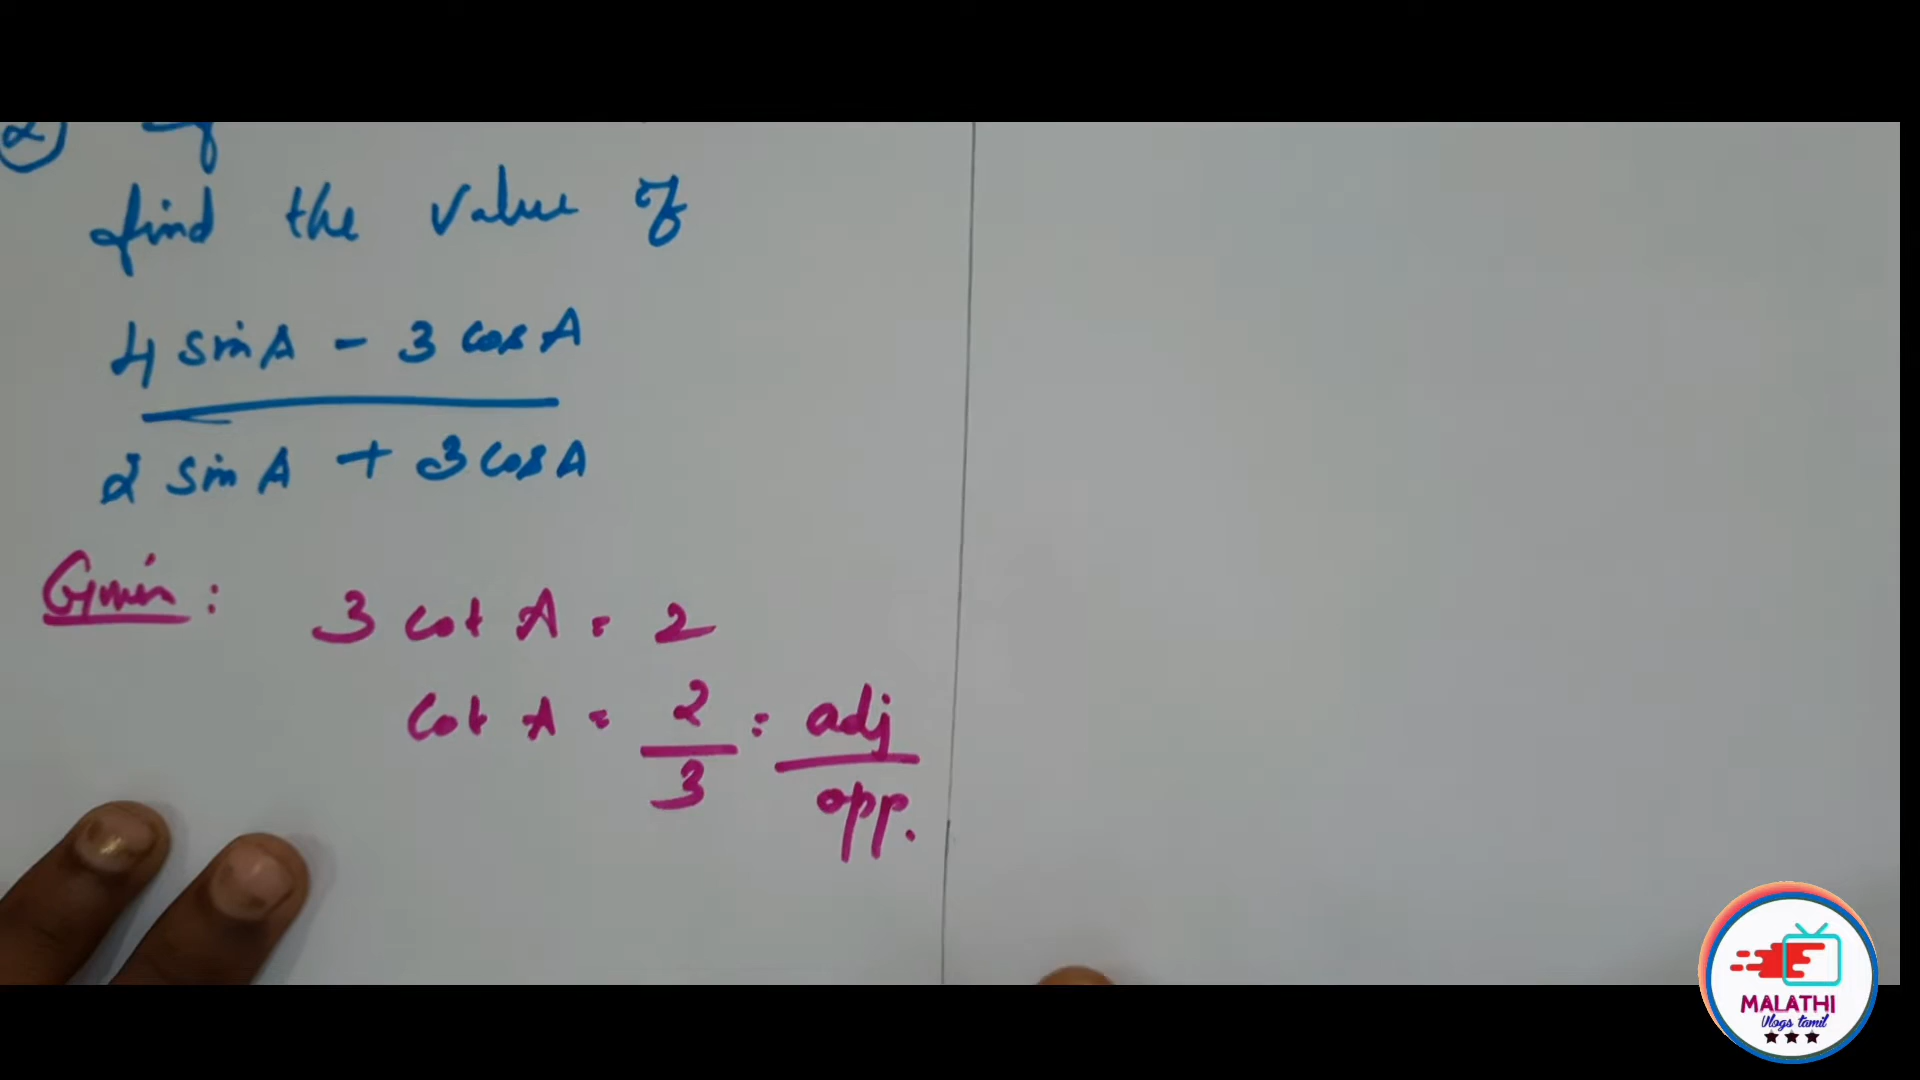 find the value of
4 sin A - 3 cos A
2 sin A + 3 cos A
Given:
3 cot A = 2
cot A = 2/3 = adj/opp.
MALATHI
Vlogs tamil